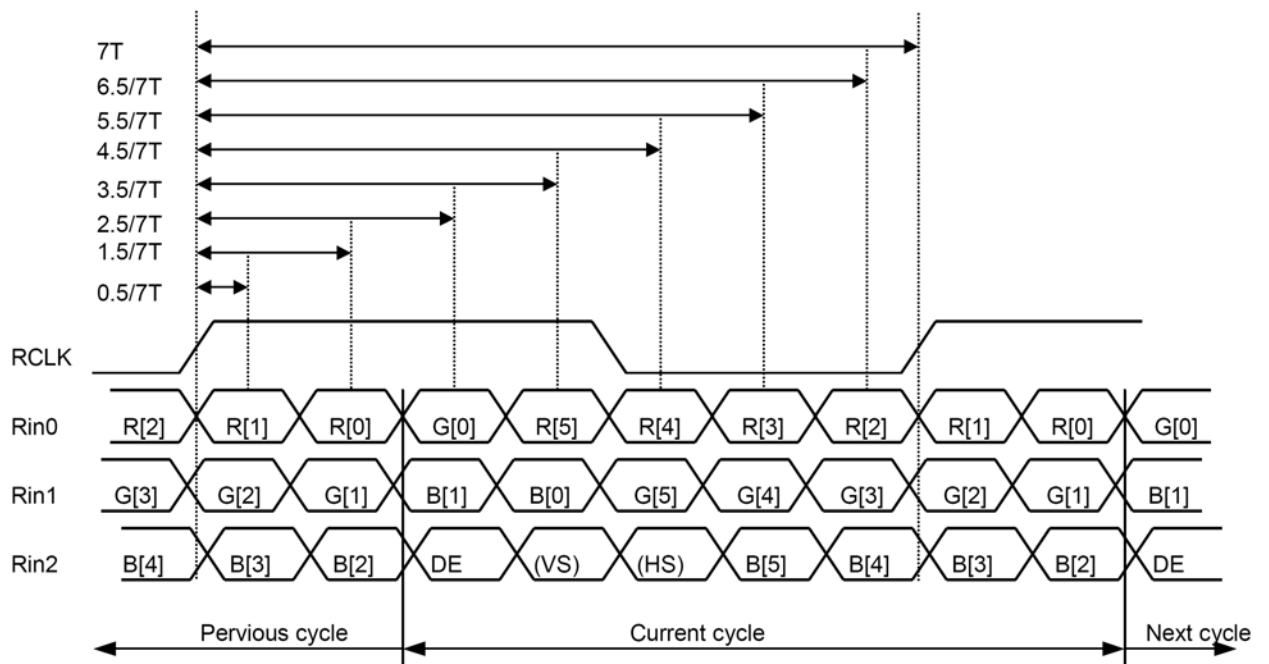 7T
6.5/7T
5.5/7T
4.5/7T
3.5/7T
2.5/7T
1.5/7T
0.5/7T
RCLK
Rin0 R[2] R[1] R[0] G[0] R[5] R[4] R[3] R[2] R[1] R[0] G[0]
Rin1 G[3] G[2] G[1] B[1] B[0] G[5] G[4] G[3] G[2] G[1] B[1]
Rin2 B[4] B[3] B[2] DE (VS) (HS) B[5] B[4] B[3] B[2] DE
Pervious cycle Current cycle Next cycle